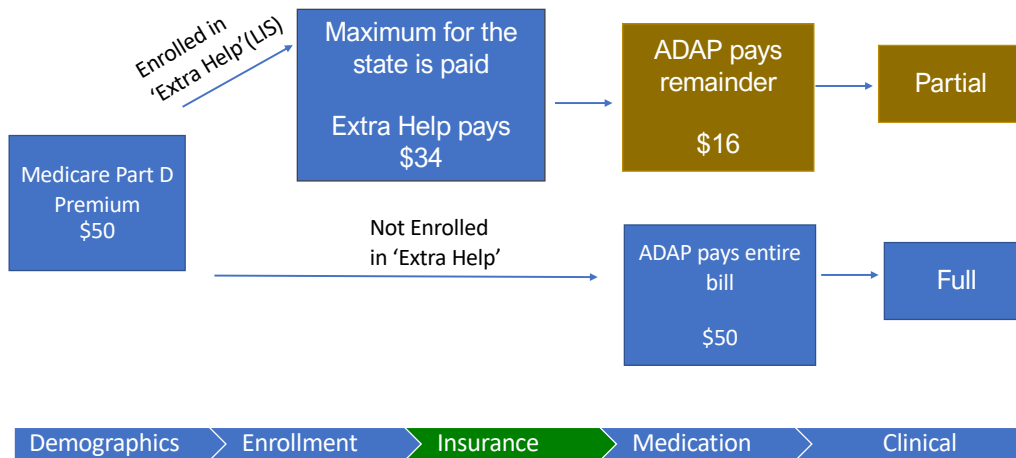 Enrolled in
‘Extra Help’(LIS)
Maximum for the
state is paid
Extra Help pays
$34
ADAP pays
remainder
$16
Partial
Medicare Part D
Premium
$50
Not Enrolled
in ‘Extra Help’
ADAP pays entire
bill
$50
Full
Demographics
Enrollment
Insurance
Medication
Clinical